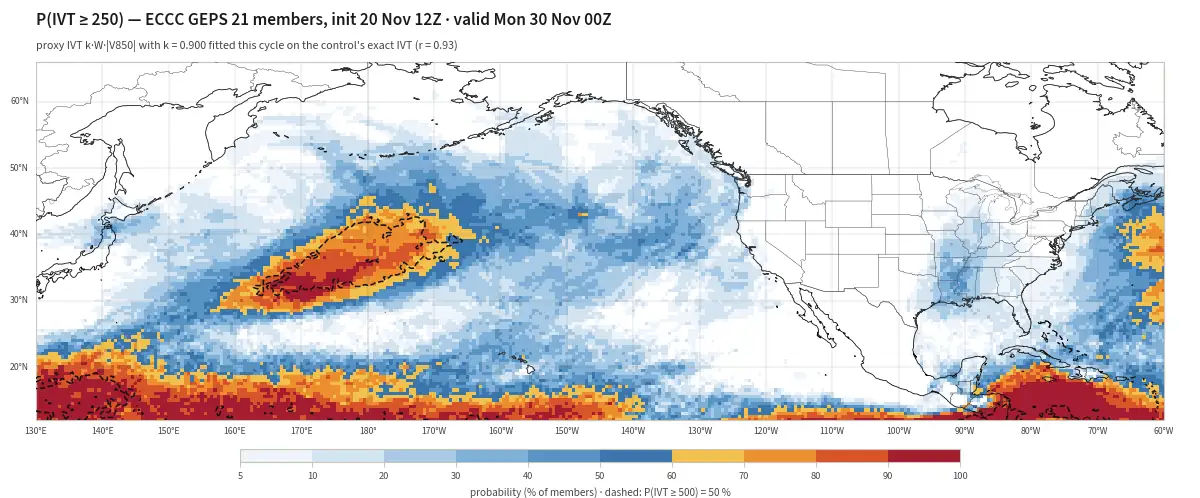 P(IVT ≥ 250) — ECCC GEPS 21 members, init 20 Nov 12Z · valid Mon 30 Nov 00Z
proxy IVT k·W·|V850| with k = 0.900 fitted this cycle on the control's exact IVT (r = 0.93)
60°N
50°N
40°N
30°N
20°N
130°E 140°E 150°E 160°E 170°E 180° 170°W 160°W 150°W 140°W 130°W 120°W 110°W 100°W 90°W 80°W 70°W 60°W
5 10 20 30 40 50 60 70 80 90 100
probability (% of members) · dashed: P(IVT ≥ 500) = 50 %